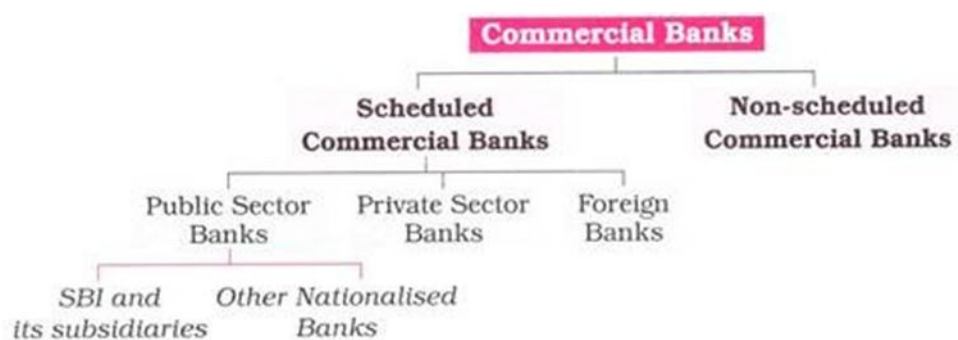 Commercial Banks
Scheduled
Commercial Banks
Non-scheduled
Commercial Banks
Public Sector
Banks
Private Sector
Banks
Foreign
Banks
SBI and
its subsidiaries
Other Nationalised
Banks